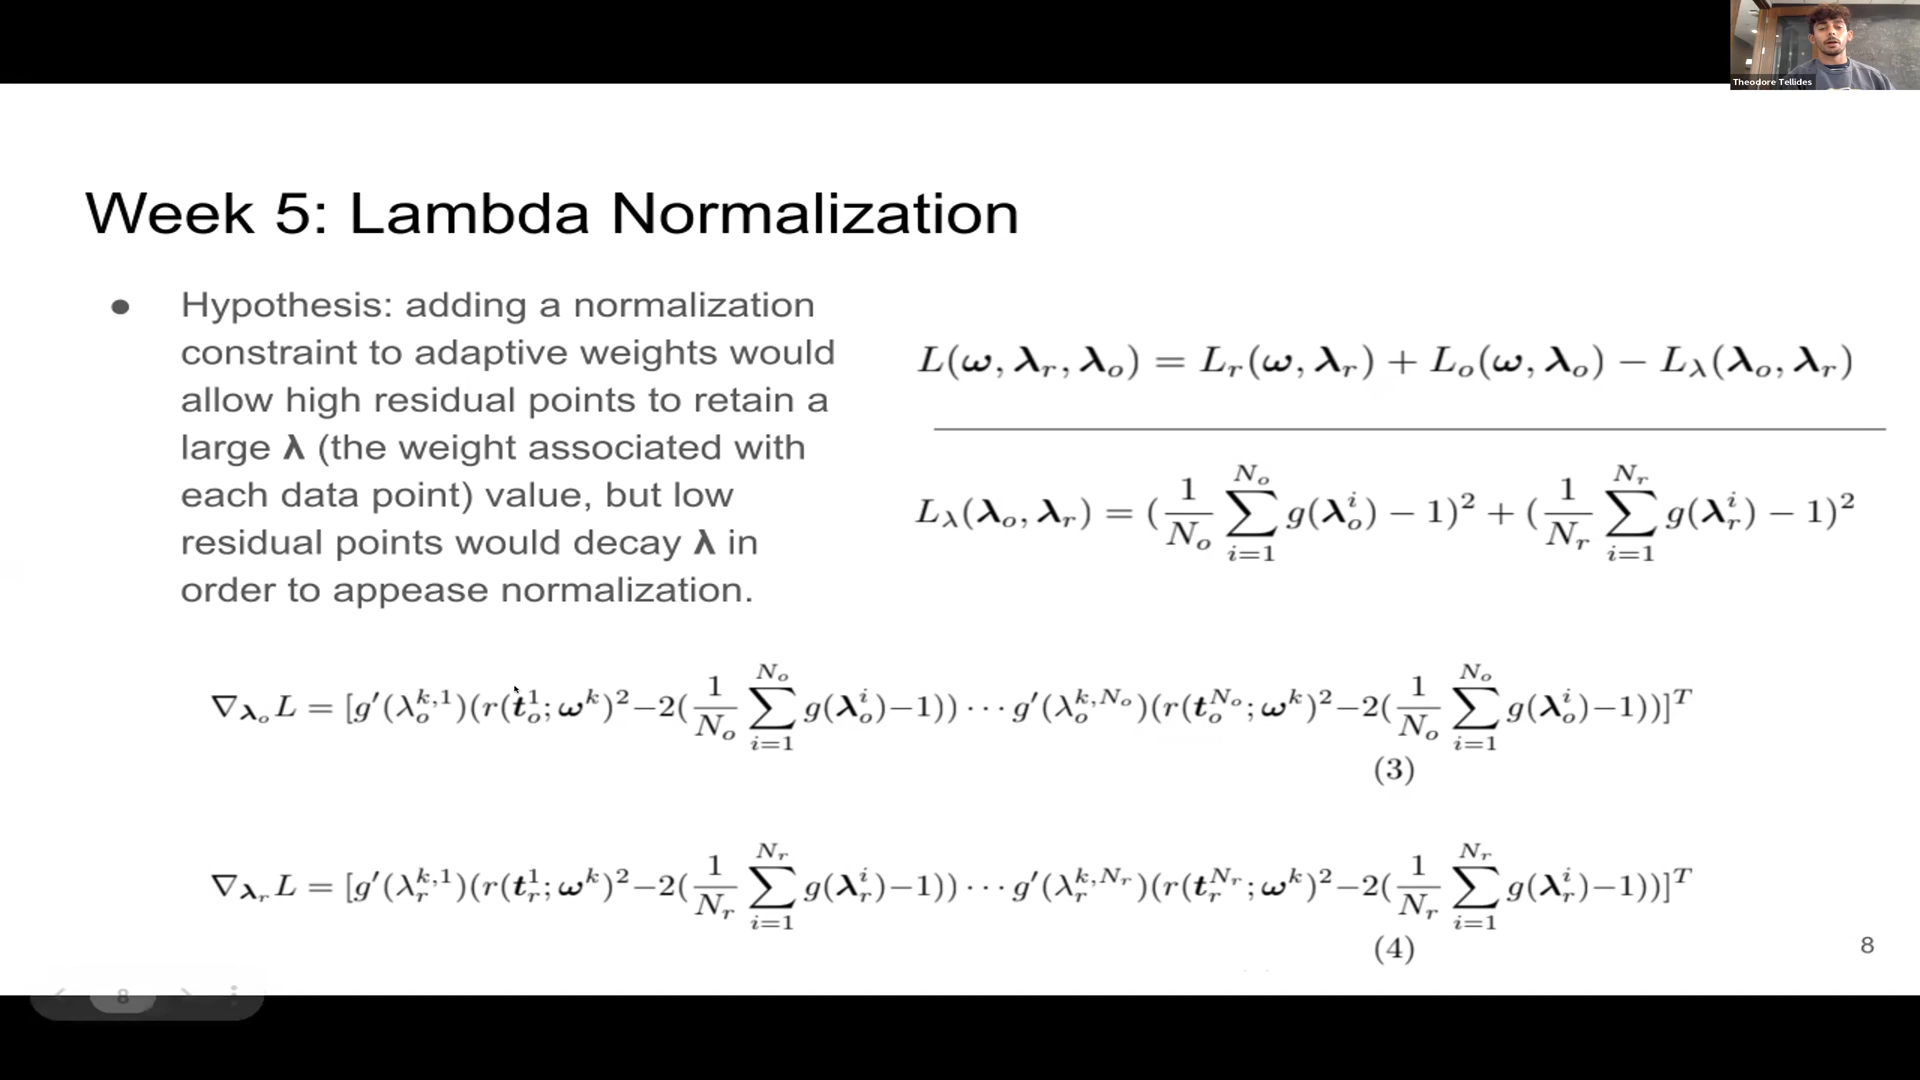 Theodore Tellides
Week 5: Lambda Normalization
● Hypothesis: adding a normalization
constraint to adaptive weights would
allow high residual points to retain a
large λ (the weight associated with
each data point) value, but low
residual points would decay λ in
order to appease normalization.
L(ω, λ_r, λ_o) = L_r(ω, λ_r) + L_o(ω, λ_o) − L_λ(λ_o, λ_r)
L_λ(λ_o, λ_r) = (1/N_o ∑_{i=1}^{N_o} g(λ_o^i) − 1)^2 + (1/N_r ∑_{i=1}^{N_r} g(λ_r^i) − 1)^2
∇_{λ_o} L = [g′(λ_o^{k,1})(r(t_o^1; ω^k)^2 − 2(1/N_o ∑_{i=1}^{N_o} g(λ_o^i) − 1)) ··· g′(λ_o^{k,N_o})(r(t_o^{N_o}; ω^k)^2 − 2(1/N_o ∑_{i=1}^{N_o} g(λ_o^i) − 1))]^T
(3)
∇_{λ_r} L = [g′(λ_r^{k,1})(r(t_r^1; ω^k)^2 − 2(1/N_r ∑_{i=1}^{N_r} g(λ_r^i) − 1)) ··· g′(λ_r^{k,N_r})(r(t_r^{N_r}; ω^k)^2 − 2(1/N_r ∑_{i=1}^{N_r} g(λ_r^i) − 1))]^T
(4)
8
8